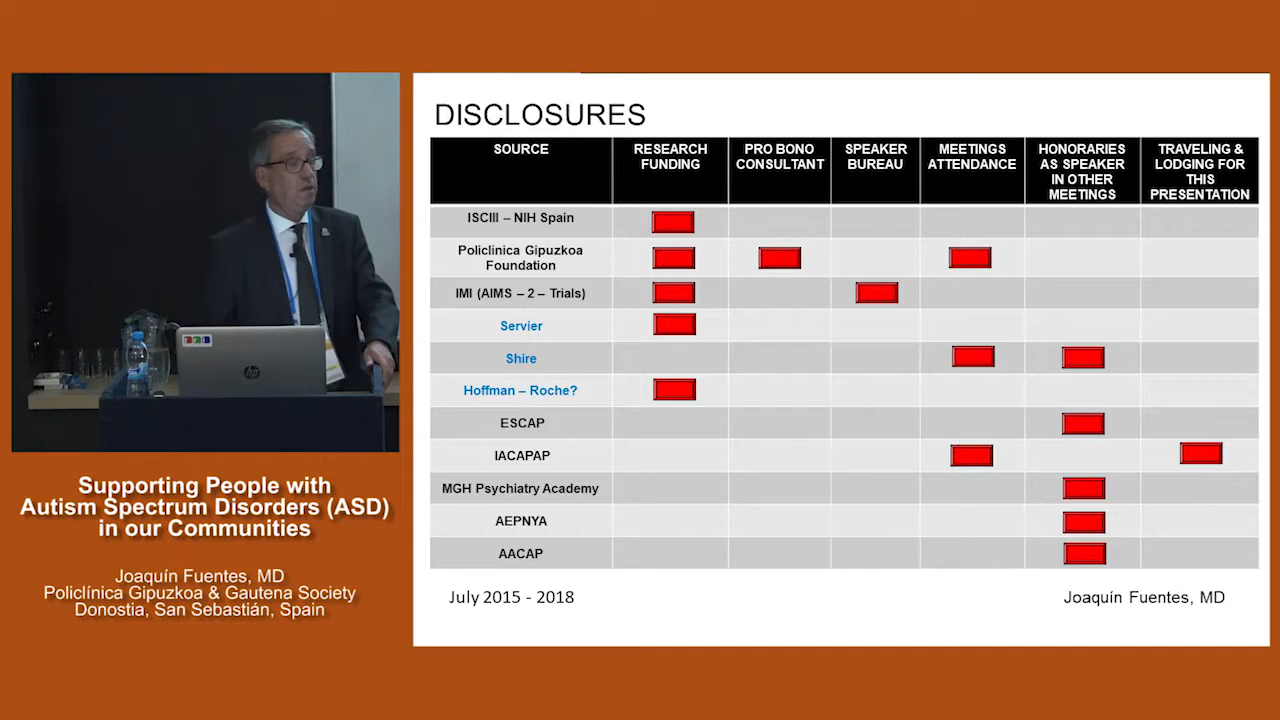 DISCLOSURES
SOURCE
RESEARCH
FUNDING
PRO BONO
CONSULTANT
SPEAKER
BUREAU
MEETINGS
ATTENDANCE
HONORARIES
AS SPEAKER
IN OTHER
MEETINGS
TRAVELING &
LODGING FOR
THIS
PRESENTATION
ISCIII – NIH Spain
Policlínica Gipuzkoa
Foundation
IMI (AIMS – 2 – Trials)
Servier
Shire
Hoffman – Roche?
ESCAP
IACAPAP
MGH Psychiatry Academy
AEPNYA
AACAP
July 2015 - 2018
Joaquín Fuentes, MD
hp
Supporting People with
Autism Spectrum Disorders (ASD)
in our Communities
Joaquín Fuentes, MD
Policlínica Gipuzkoa & Gautena Society
Donostia, San Sebastián, Spain